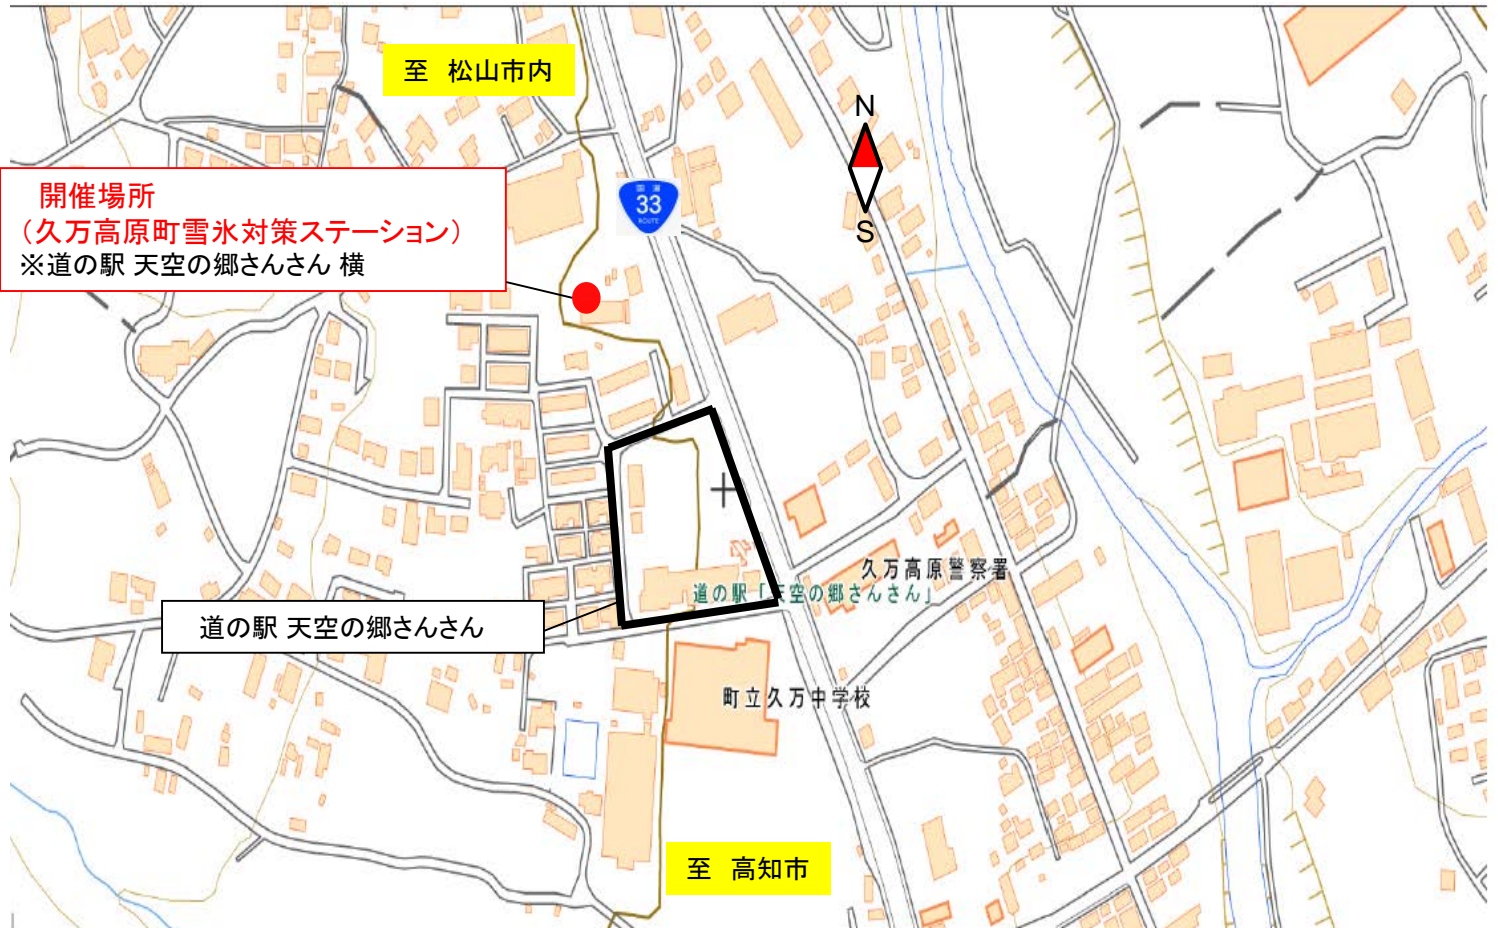 至 松山市内
N
S
国道
33
ROUTE
開催場所
(久万高原町雪氷対策ステーション)
※道の駅 天空の郷さんさん 横
久万高原警察署
道の駅「天空の郷さんさん」
道の駅 天空の郷さんさん
町立久万中学校
至 高知市